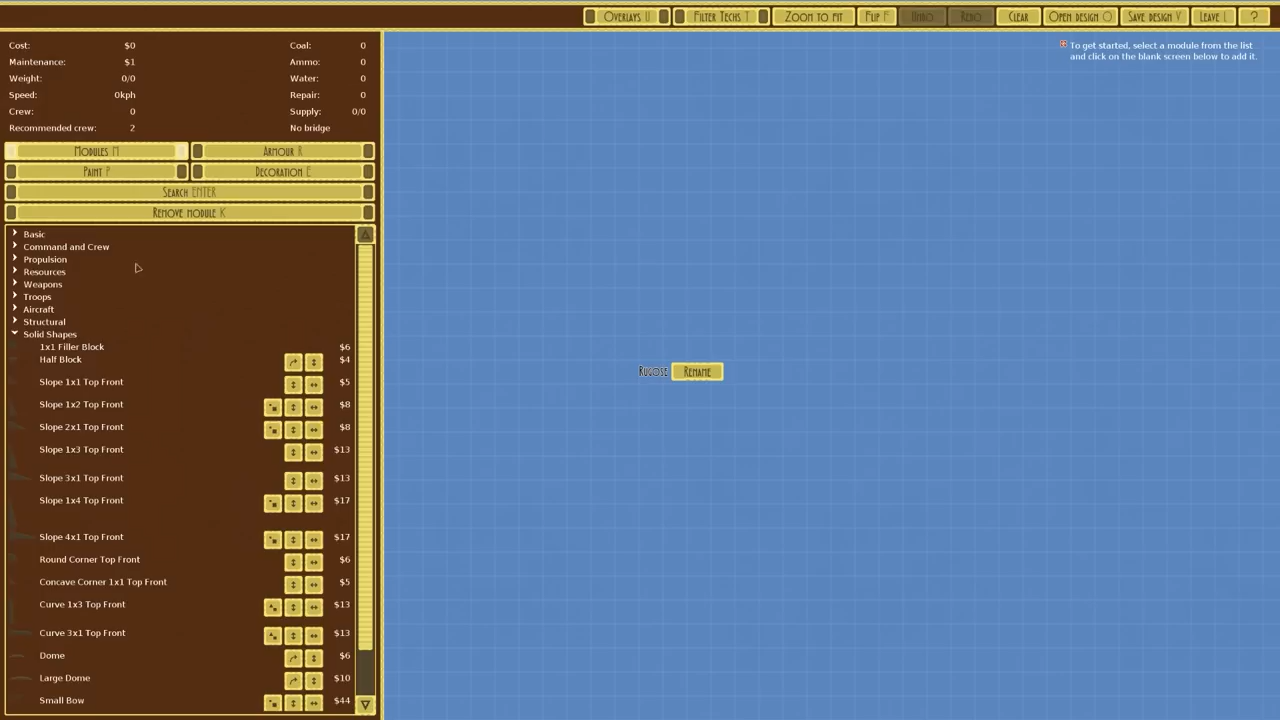 Overlays U Filter Techs T Zoom to fit Flip F Undo Redo Clear Open design O Save design V Leave L ?
Cost: $0 Coal: 0
Maintenance: $1 Ammo: 0
Weight: 0/0 Water: 0
Speed: 0kph Repair: 0
Crew: 0 Supply: 0/0
Recommended crew: 2 No bridge
To get started, select a module from the list
and click on the blank screen below to add it.
Modules M Armour R
Paint P Decoration E
Search ENTER
Remove module K
Basic
Command and Crew
Propulsion
Resources
Weapons
Troops
Aircraft
Structural
Solid Shapes
1x1 Filler Block $6
Half Block $4
Slope 1x1 Top Front $5
Slope 1x2 Top Front $8
Slope 2x1 Top Front $8
Slope 1x3 Top Front $13
Slope 3x1 Top Front $13
Slope 1x4 Top Front $17
Slope 4x1 Top Front $17
Round Corner Top Front $6
Concave Corner 1x1 Top Front $5
Curve 1x3 Top Front $13
Curve 3x1 Top Front $13
Dome $6
Large Dome $10
Small Bow $44
Rugose Rename